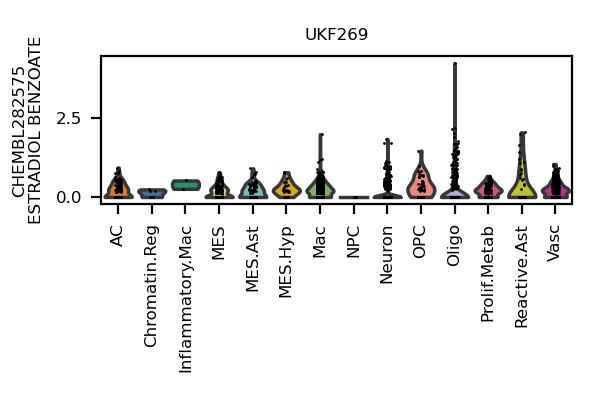 UKF269
CHEMBL282575
ESTRADIOL BENZOATE
2.5
0.0
AC
Chromatin.Reg
Inflammatory.Mac
MES
MES.Ast
MES.Hyp
Mac
NPC
Neuron
OPC
Oligo
Prolif.Metab
Reactive.Ast
Vasc